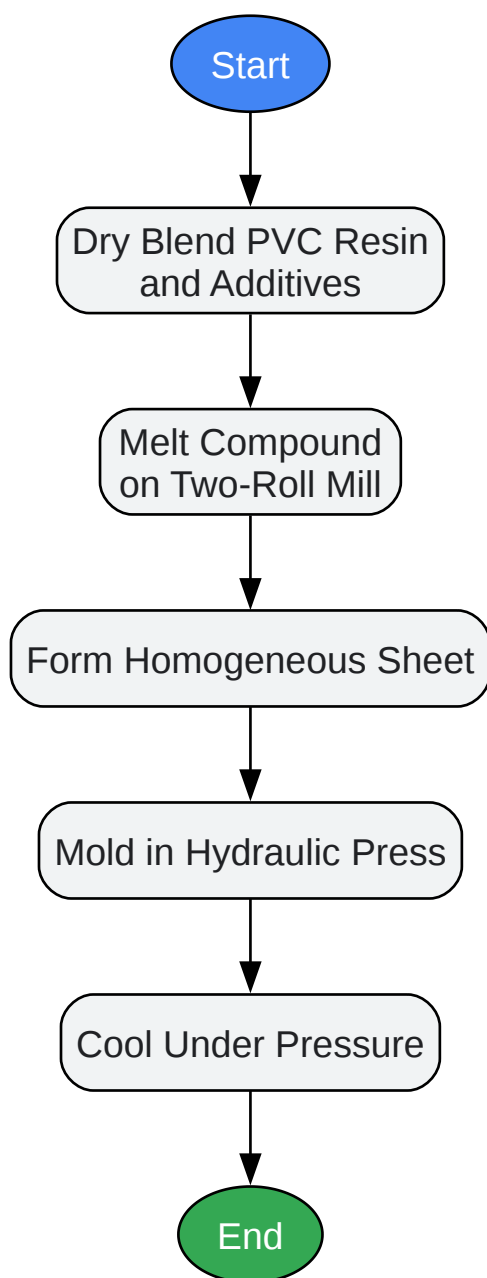 Start
Dry Blend PVC Resin
and Additives
Melt Compound
on Two-Roll Mill
Form Homogeneous Sheet
Mold in Hydraulic Press
Cool Under Pressure
End